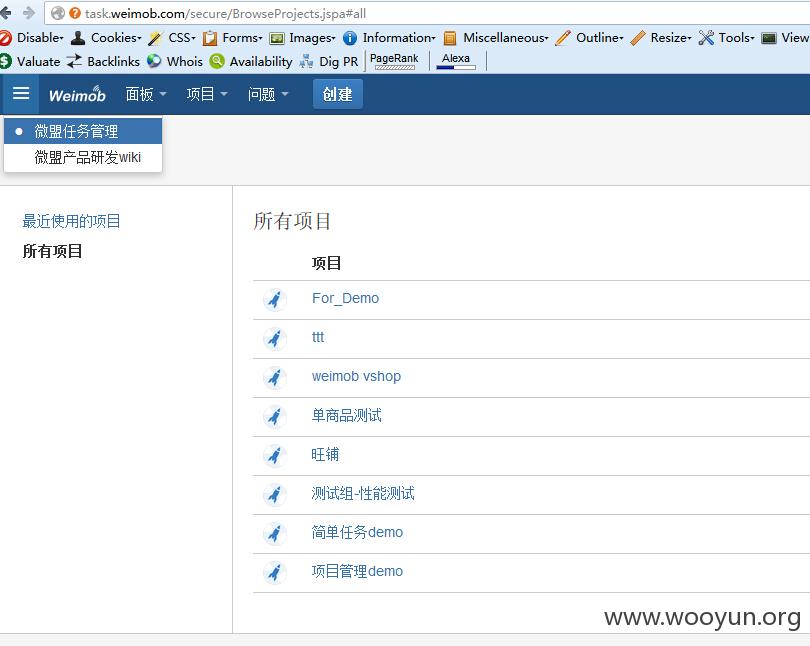 task.weimob.com/secure/BrowseProjects.jspa#all
Disable Cookies CSS Forms Images Information Miscellaneous Outline Resize Tools View
Valuate Backlinks Whois Availability Dig PR PageRank Alexa
Weimob 面板 项目 问题 创建
微盟任务管理
微盟产品研发wiki
最近使用的项目
所有项目
所有项目
项目
For_Demo
ttt
weimob vshop
单商品测试
旺铺
测试组-性能测试
简单任务demo
项目管理demo
www.wooyun.org